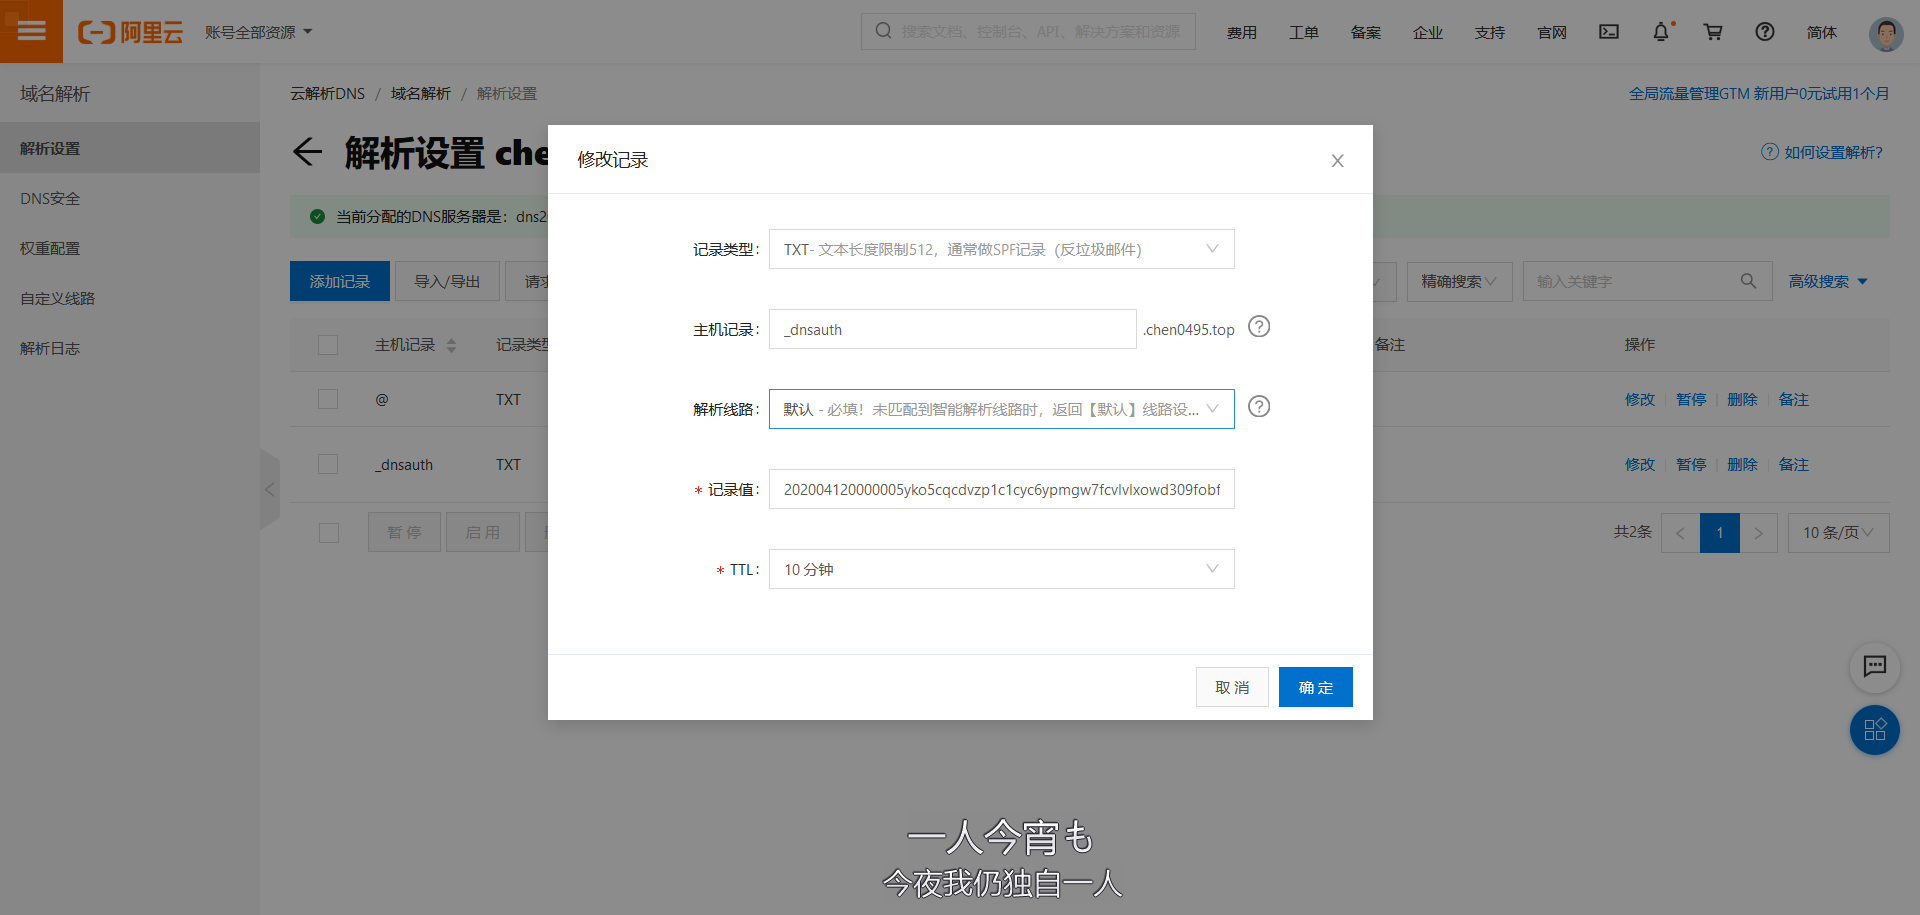 阿里云 账号全部资源 搜索文档、控制台、API、解决方案和资源 费用 工单 备案 企业 支持 官网 简体
域名解析
解析设置
DNS安全
权重配置
自定义线路
解析日志
云解析DNS / 域名解析 / 解析设置
全局流量管理GTM 新用户0元试用1个月
解析设置 che
如何设置解析?
当前分配的DNS服务器是：dns2
添加记录 导入/导出 请求
精确搜索 输入关键字 高级搜索
主机记录 记录类型 备注 操作
@ TXT 修改 暂停 删除 备注
_dnsauth TXT 修改 暂停 删除 备注
暂停 启用
共2条 < 1 > 10 条/页
修改记录
记录类型： TXT- 文本长度限制512，通常做SPF记录（反垃圾邮件）
主机记录： _dnsauth .chen0495.top
解析线路： 默认 - 必填！未匹配到智能解析线路时，返回【默认】线路设...
* 记录值： 202004120000005yko5cqcdvzp1c1cyc6ypmgw7fcvlvlxowd309fobf
* TTL： 10 分钟
取消 确定
一人今宵も
今夜我仍独自一人